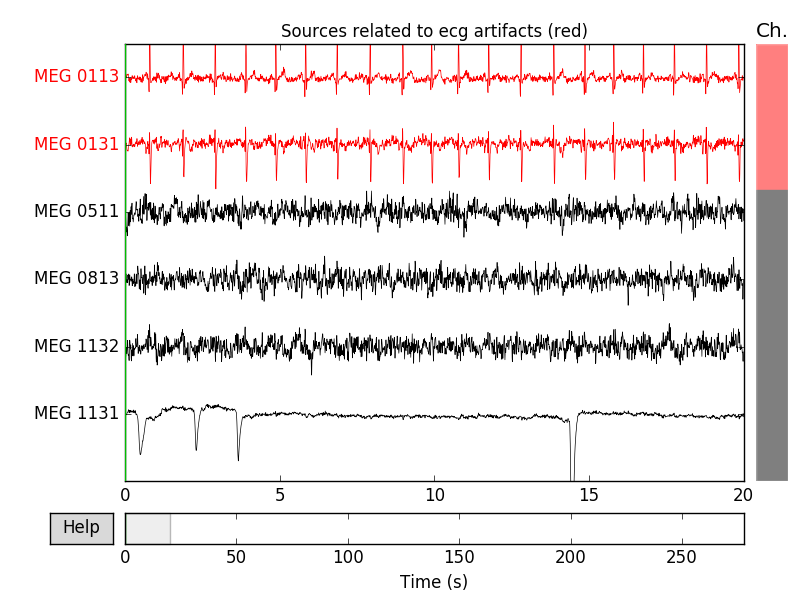 Sources related to ecg artifacts (red)
Ch.
MEG 0113
MEG 0131
MEG 0511
MEG 0813
MEG 1132
MEG 1131
0 5 10 15 20
Help
0 50 100 150 200 250
Time (s)